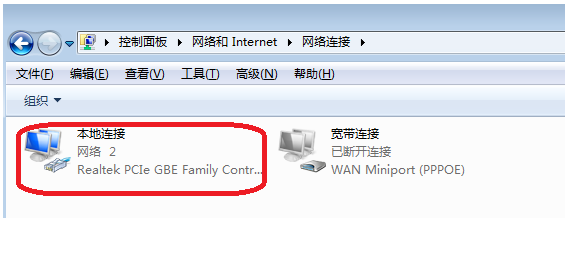 控制面板 ▸ 网络和 Internet ▸ 网络连接 ▸
文件(F) 编辑(E) 查看(V) 工具(T) 高级(N) 帮助(H)
组织
本地连接
网络 2
Realtek PCIe GBE Family Contr...
宽带连接
已断开连接
WAN Miniport (PPPOE)